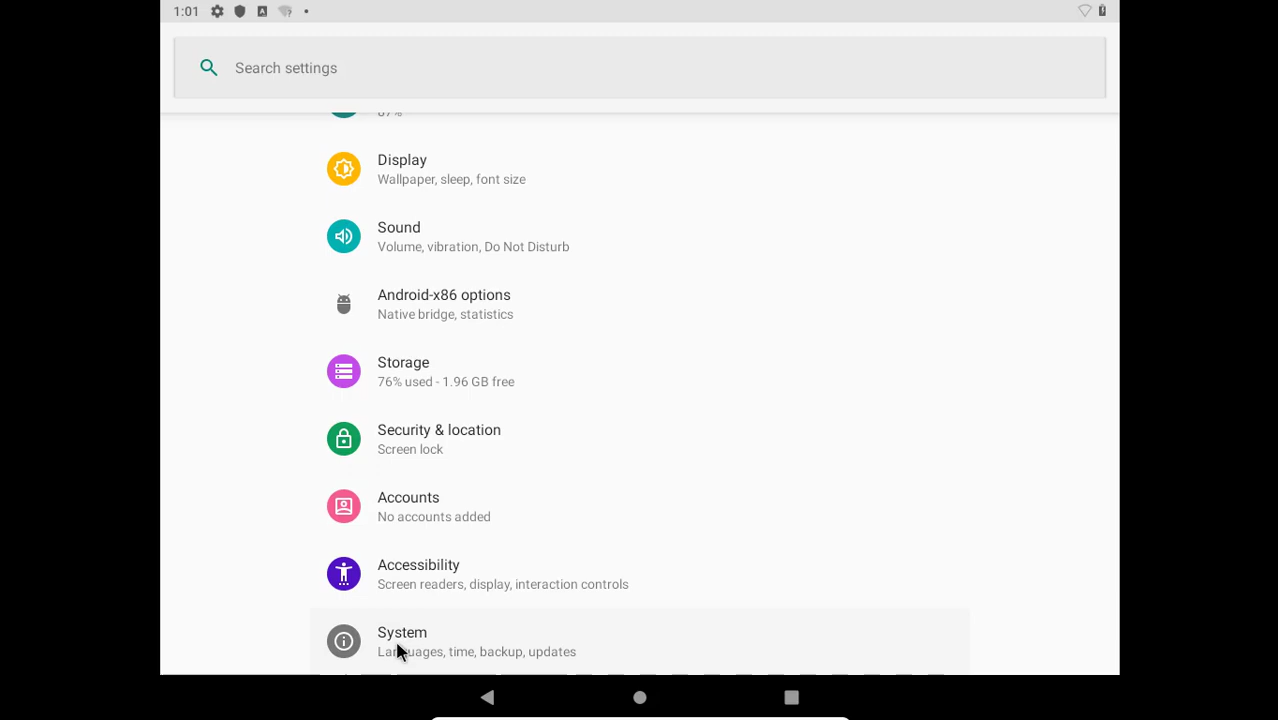 1:01
Search settings
87%
Display
Wallpaper, sleep, font size
Sound
Volume, vibration, Do Not Disturb
Android-x86 options
Native bridge, statistics
Storage
76% used - 1.96 GB free
Security & location
Screen lock
Accounts
No accounts added
Accessibility
Screen readers, display, interaction controls
System
Languages, time, backup, updates